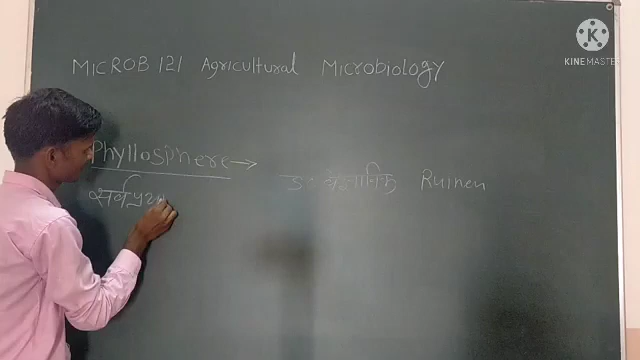 KINEMASTER
MICROB 121 Agricultural Microbiology
Phyllosphere → वैज्ञानिक Ruinen